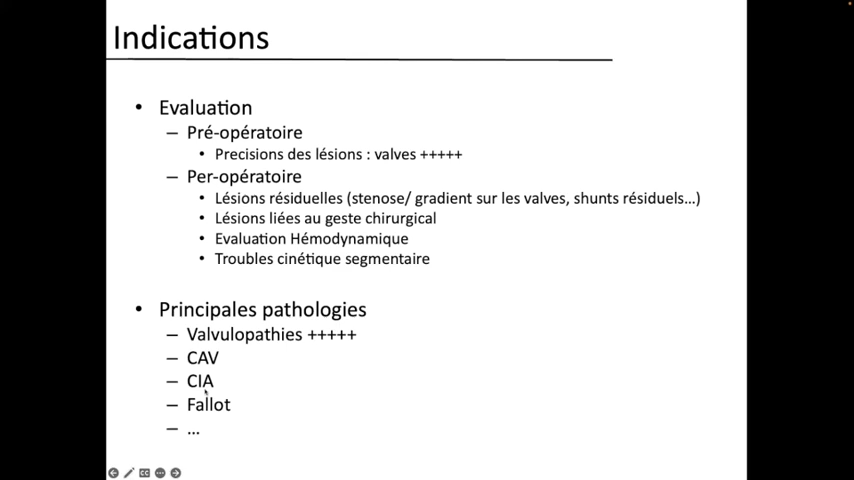 Indications
• Evaluation
– Pré-opératoire
• Precisions des lésions : valves +++++
– Per-opératoire
• Lésions résiduelles (stenose/ gradient sur les valves, shunts résiduels...)
• Lésions liées au geste chirurgical
• Evaluation Hémodynamique
• Troubles cinétique segmentaire
• Principales pathologies
– Valvulopathies +++++
– CAV
– CIA
– Fallot
– ...
CC